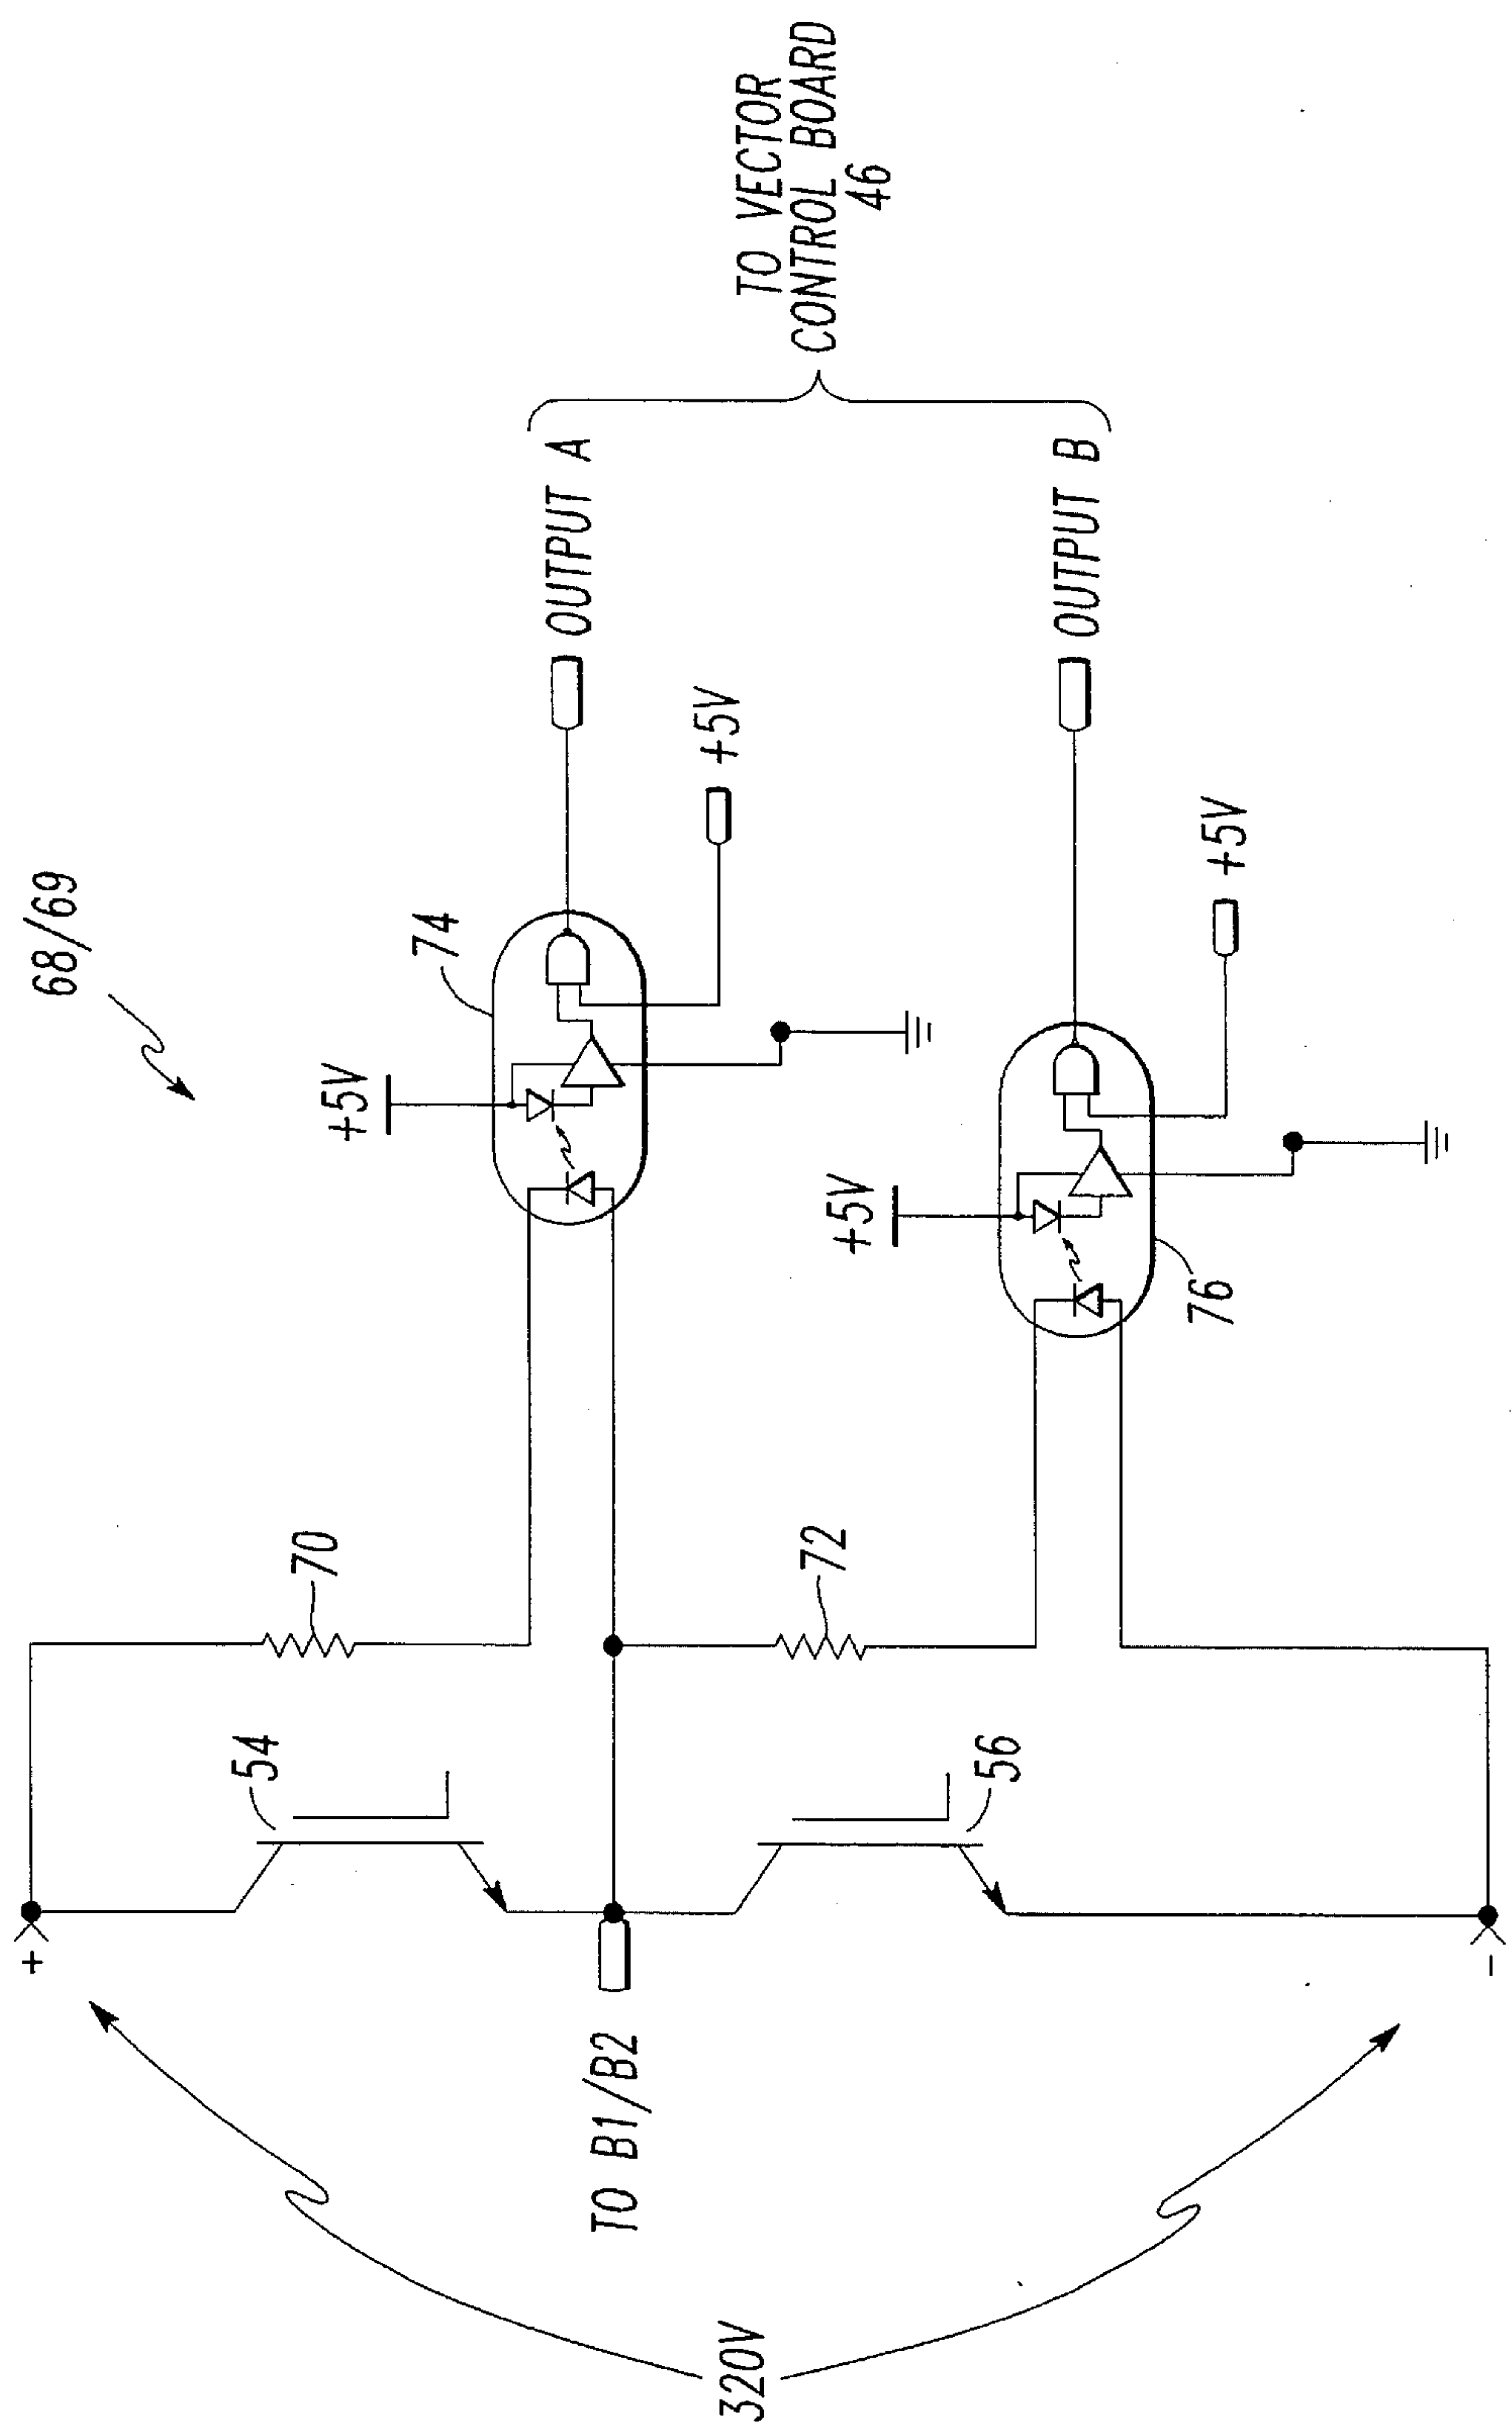 68/69
+
320V
-
TO B1/B2
54
56
70
72
+5V
74
+5V
OUTPUT A
+5V
76
+5V
OUTPUT B
TO VECTOR
CONTROL BOARD
46